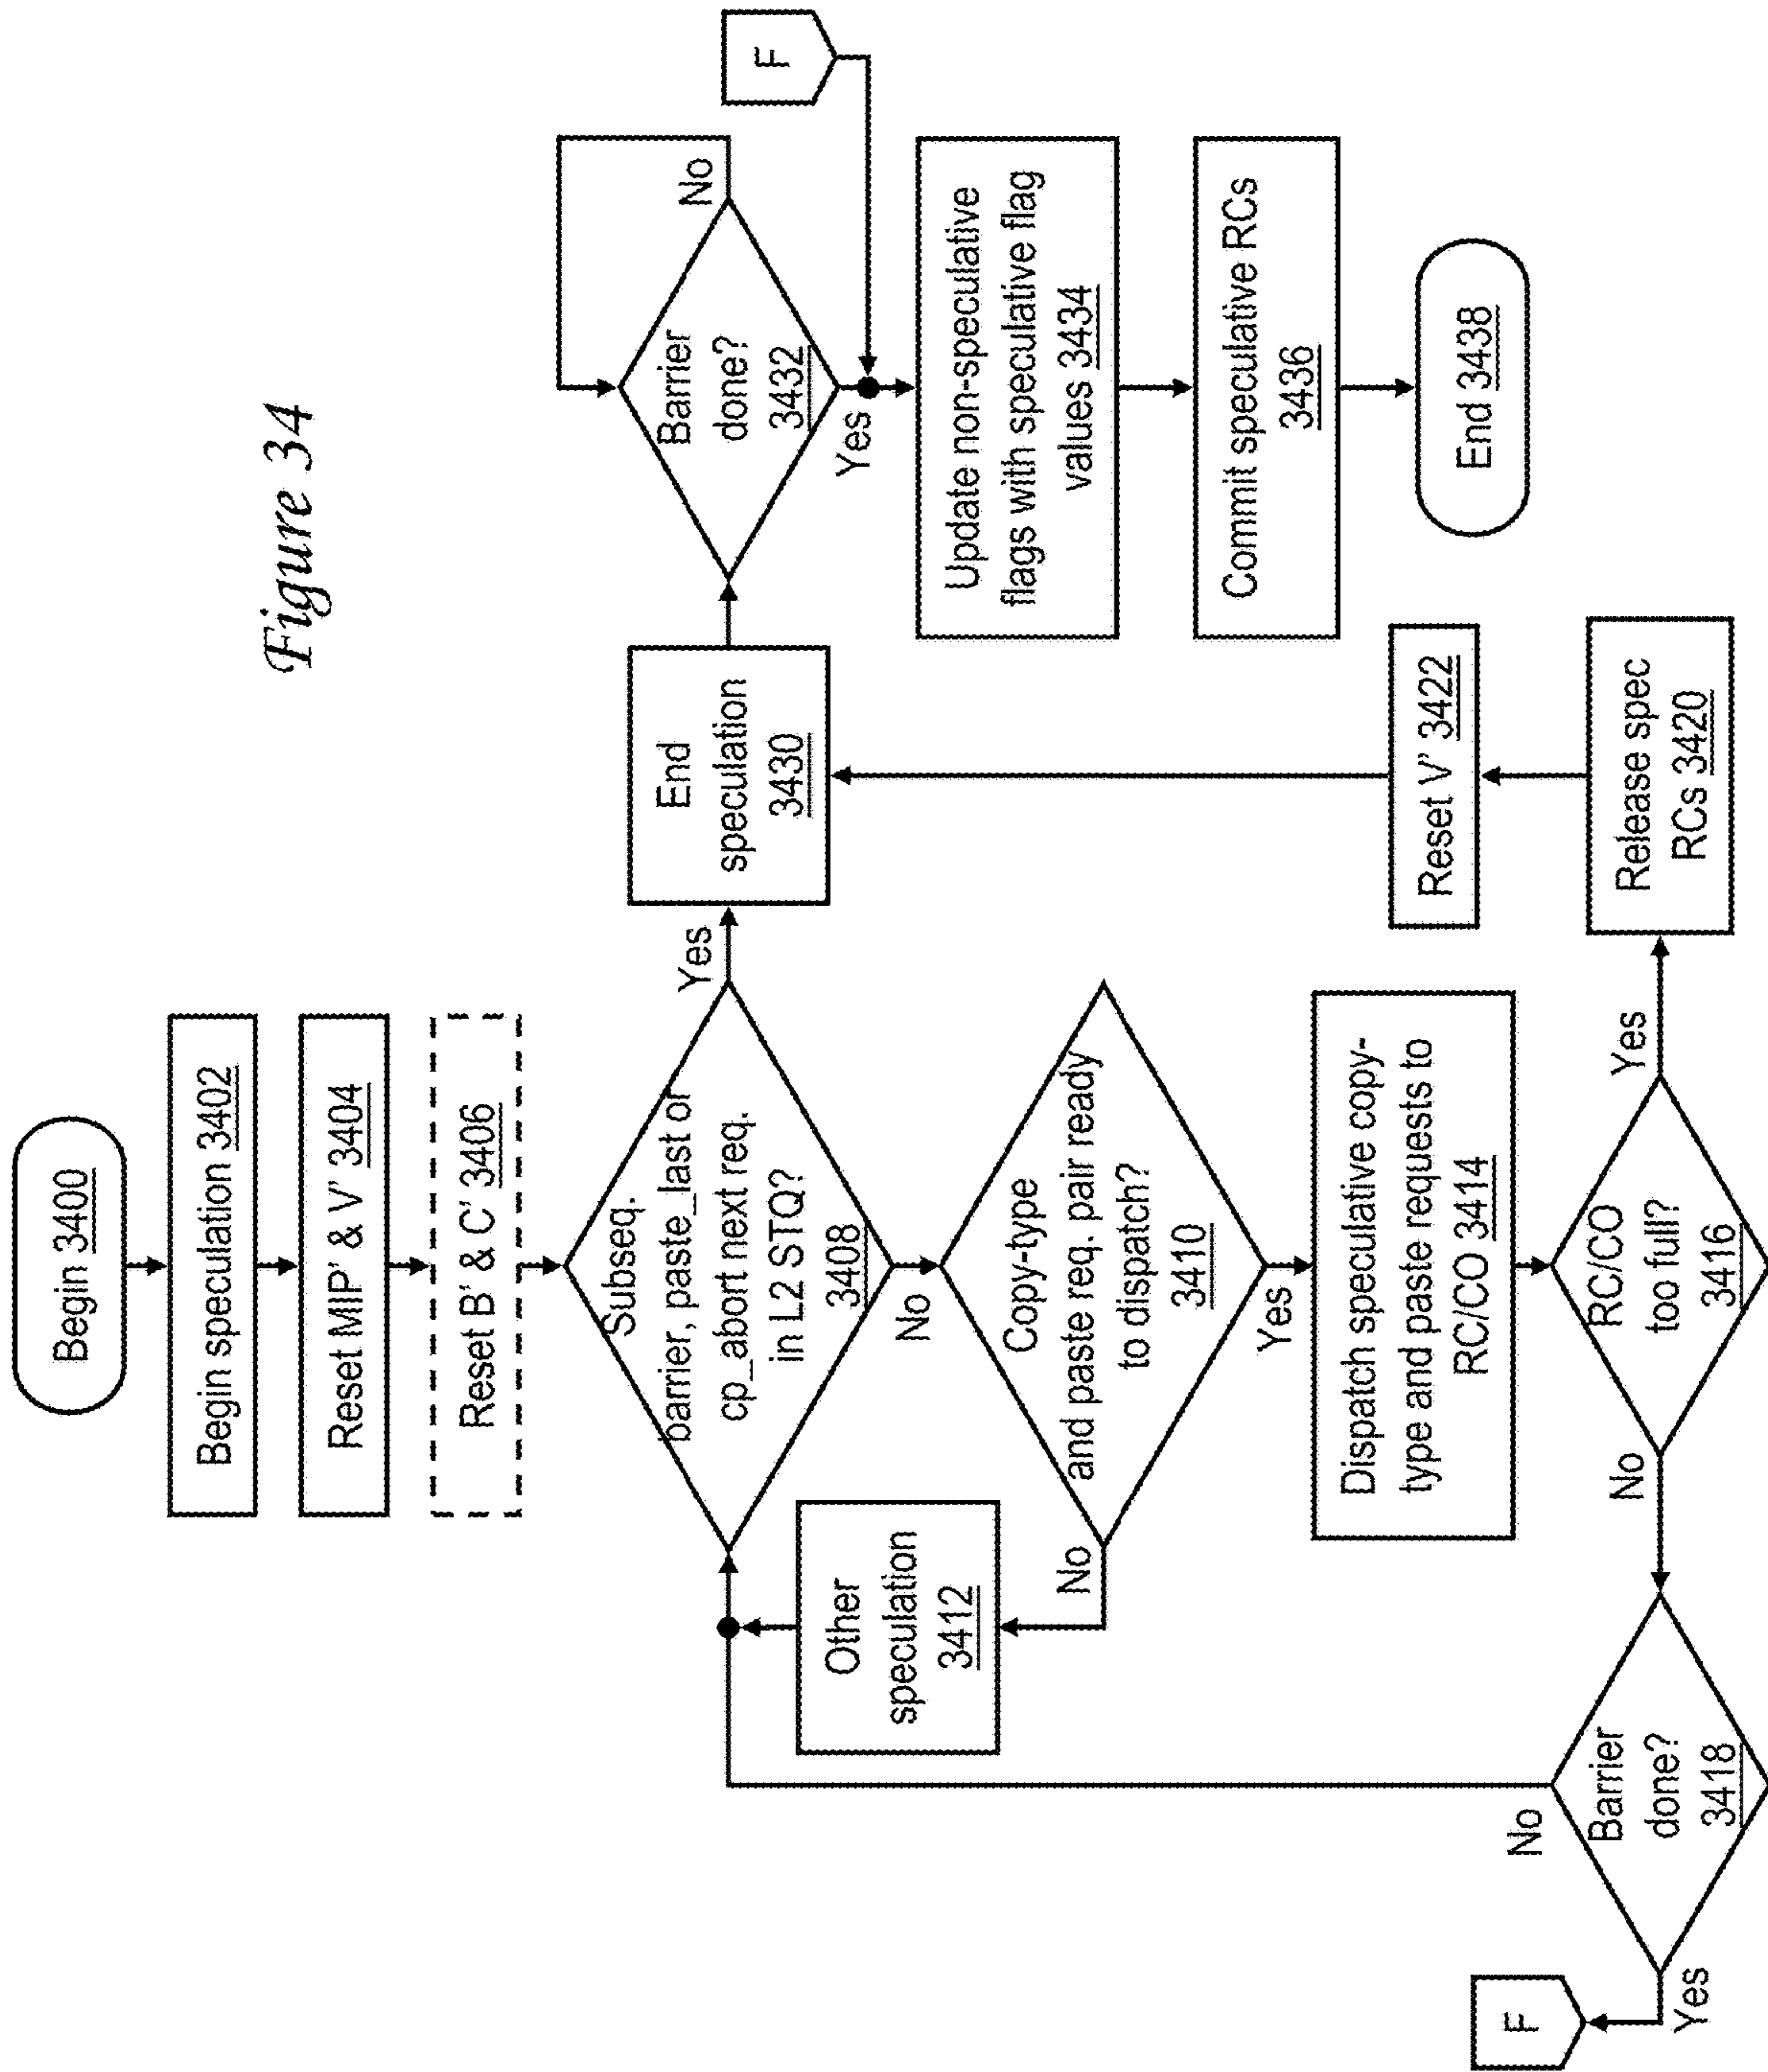 Figure 34
Begin 3400
Begin speculation 3402
Reset MIP' & V' 3404
Reset B' & C' 3406
Subseq.
barrier, paste_last or
cp_abort next req.
in L2 STQ?
3408
Yes
No
Copy-type
and paste req. pair ready
to dispatch?
3410
No
Yes
Other
speculation
3412
Dispatch speculative copy-
type and paste requests to
RC/CO 3414
RC/CO
too full?
3416
No
Yes
Barrier
done?
3418
No
Yes
F
Release spec
RCs 3420
Reset V' 3422
End
speculation
3430
Barrier
done?
3432
No
Yes
F
Update non-speculative
flags with speculative flag
values 3434
Commit speculative RCs
3436
End 3438